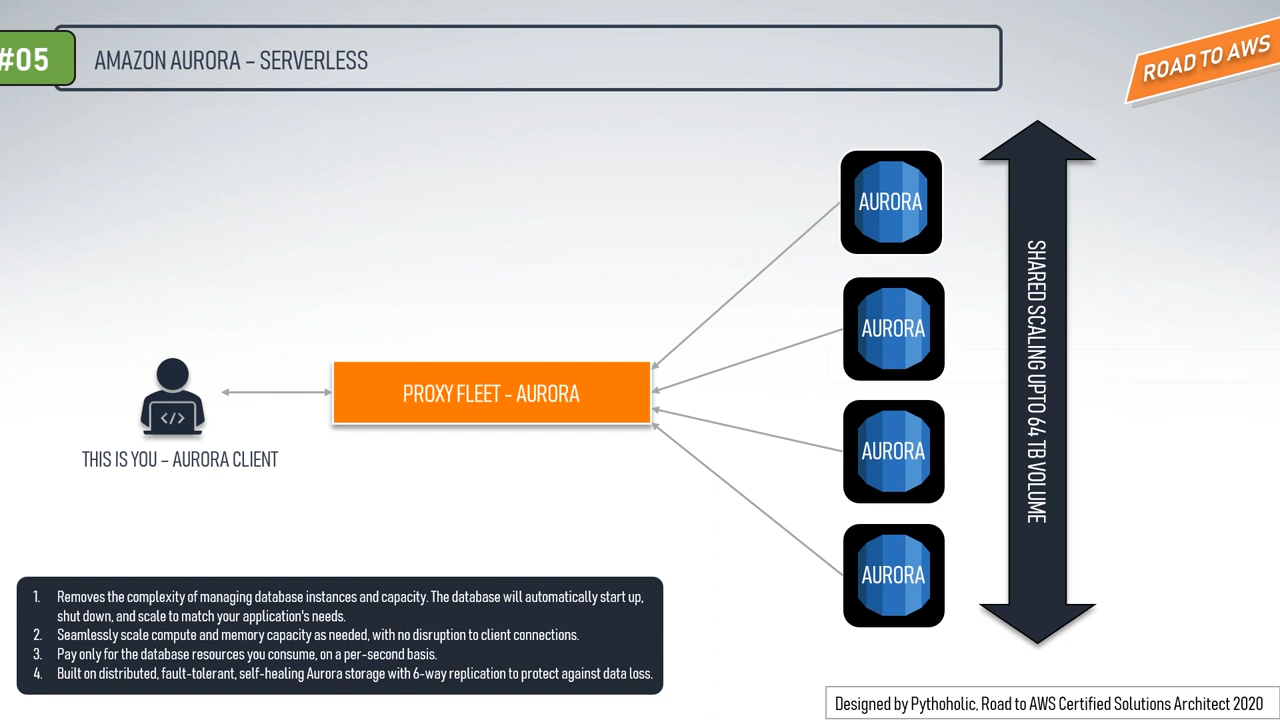 #05
AMAZON AURORA – SERVERLESS
ROAD TO AWS
AURORA
AURORA
AURORA
AURORA
SHARED SCALING UPTO 64 TB VOLUME
PROXY FLEET - AURORA
</>
THIS IS YOU – AURORA CLIENT
1. Removes the complexity of managing database instances and capacity. The database will automatically start up,
shut down, and scale to match your application's needs.
2. Seamlessly scale compute and memory capacity as needed, with no disruption to client connections.
3. Pay only for the database resources you consume, on a per-second basis.
4. Built on distributed, fault-tolerant, self-healing Aurora storage with 6-way replication to protect against data loss.
Designed by Pythoholic, Road to AWS Certified Solutions Architect 2020